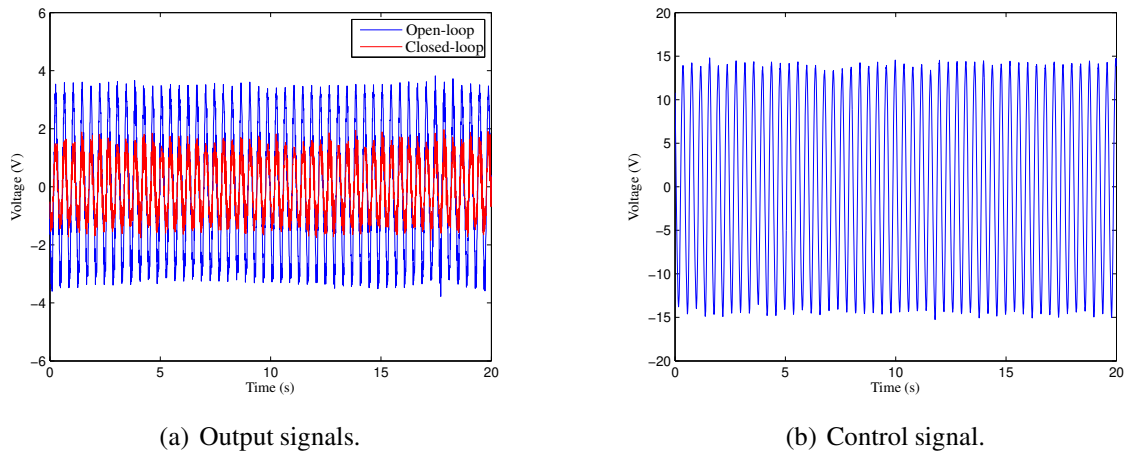 6
4
2
0
−2
−4
−6
Voltage (V)
0 5 10 15 20
Time (s)
Open-loop
Closed-loop
(a) Output signals.
20
15
10
5
0
−5
−10
−15
−20
Voltage (V)
0 5 10 15 20
Time (s)
(b) Control signal.